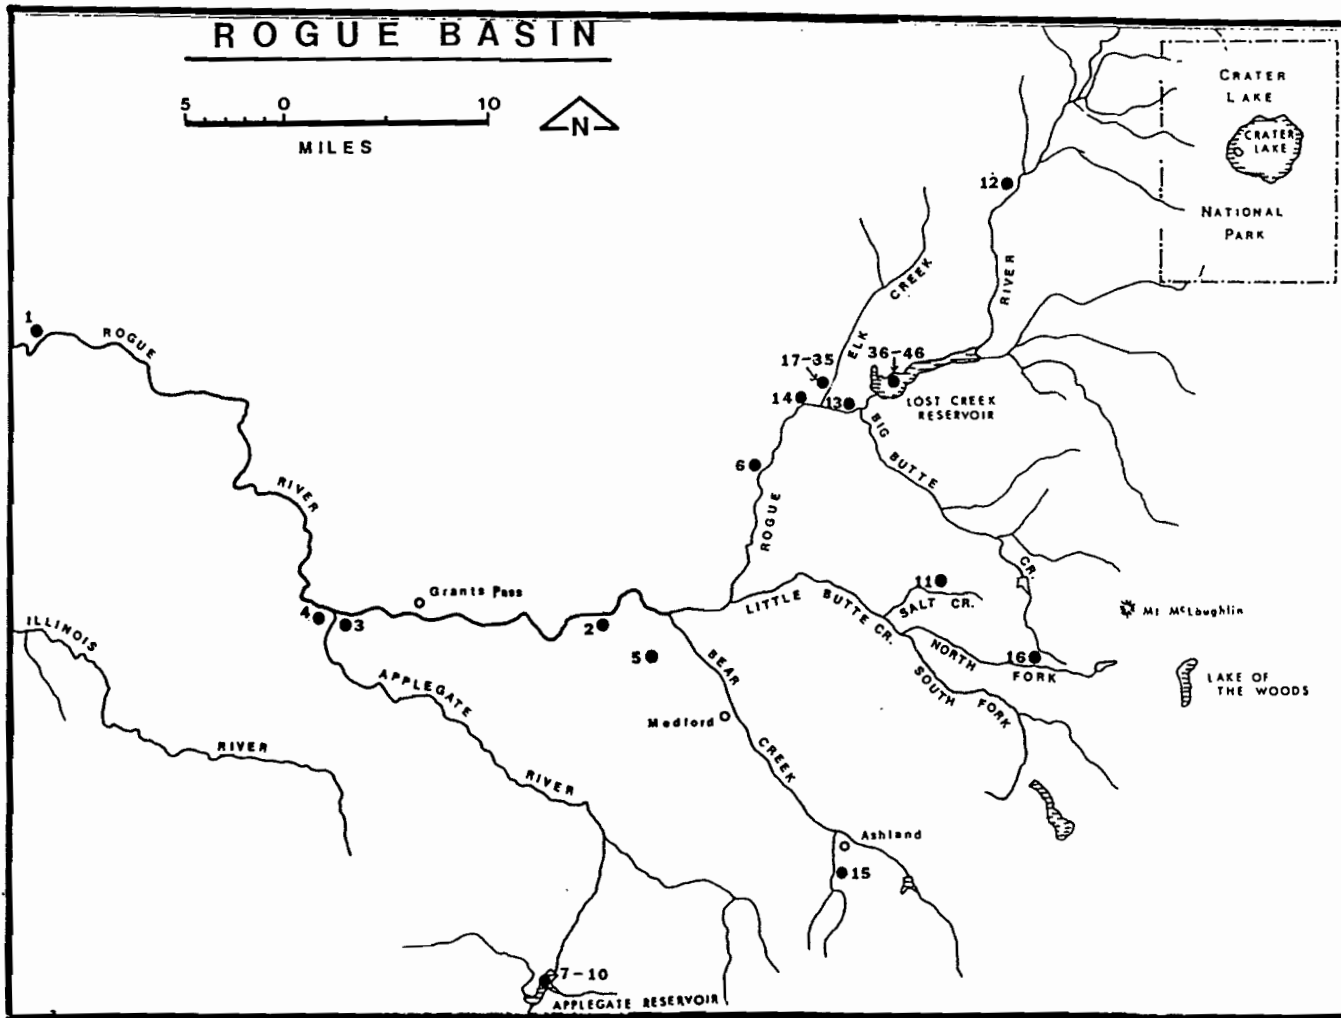 ROGUE BASIN
5 0 10
MILES
N
CRATER
LAKE
CRATER
LAKE
NATIONAL
PARK
12
RIVER
CREEK
ELK
1
ROGUE
17-35
36-46
14
13
LOST CREEK
RESERVOIR
BIG
BUTTE
CR.
6
ROGUE
RIVER
11
SALT CR.
Grants Pass
LITTLE BUTTE CR.
Mt McLoughlin
4
3
2
5
ILLINOIS
RIVER
APPLEGATE
RIVER
BEAR
CREEK
NORTH
FORK
16
SOUTH FORK
LAKE OF
THE WOODS
Medford
Ashland
15
7-10
APPLEGATE RESERVOIR